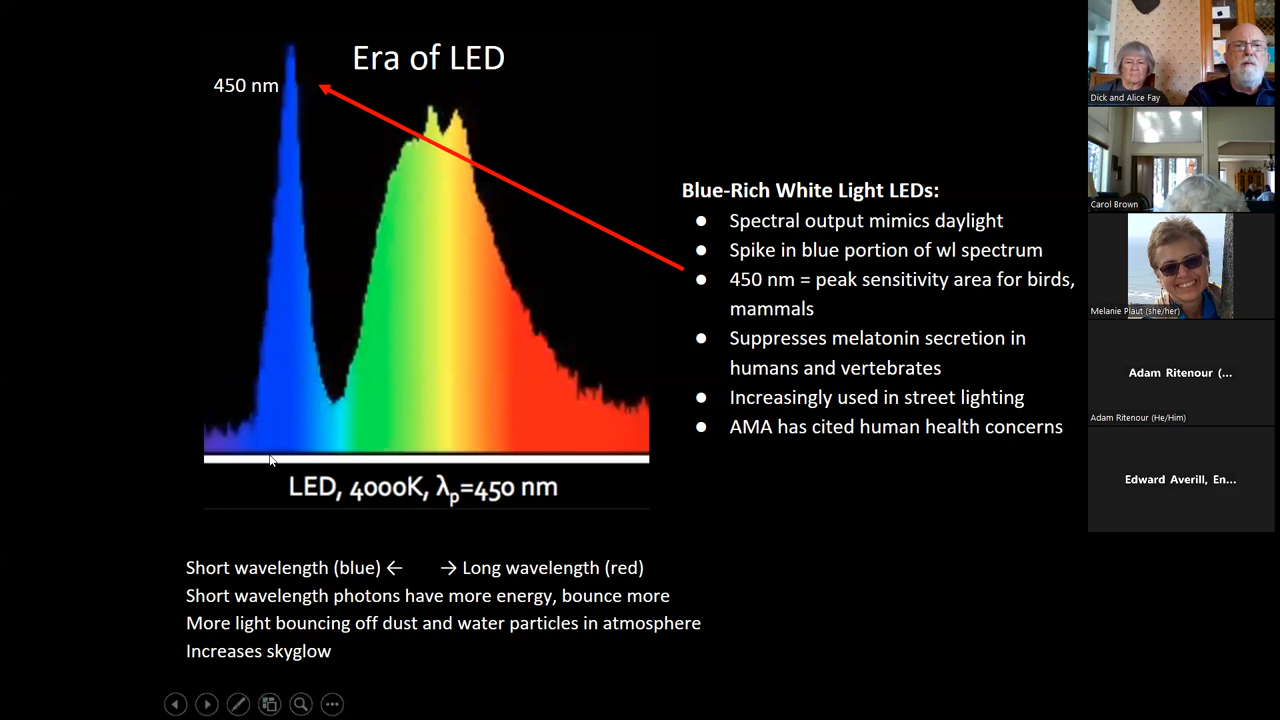 Era of LED
450 nm
Blue-Rich White Light LEDs:
● Spectral output mimics daylight
● Spike in blue portion of wl spectrum
● 450 nm = peak sensitivity area for birds,
mammals
● Suppresses melatonin secretion in
humans and vertebrates
● Increasingly used in street lighting
● AMA has cited human health concerns
LED, 4000K, λp=450 nm
Short wavelength (blue) ← → Long wavelength (red)
Short wavelength photons have more energy, bounce more
More light bouncing off dust and water particles in atmosphere
Increases skyglow
Dick and Alice Fay
Carol Brown
Melanie Plaut (she/her)
Adam Ritenour (...
Adam Ritenour (He/Him)
Edward Averill, En...